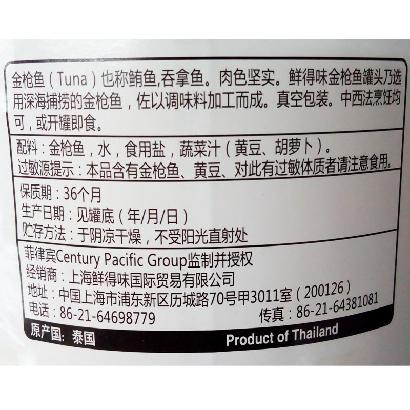 金枪鱼（Tuna）也称鲔鱼,吞拿鱼。肉色坚实。鲜得味金枪鱼罐头乃选
用深海捕捞的金枪鱼，佐以调味料加工而成。真空包装。中西法烹饪均
可，或开罐即食。
配料：金枪鱼，水，食用盐，蔬菜汁（黄豆、胡萝卜）。
过敏源提示：本品含有金枪鱼、黄豆、对此有过敏体质者请注意食用。
保质期：36个月
生产日期：见罐底（年/月/日）
贮存方法：于阴凉干燥，不受阳光直射处
菲律宾Century Pacific Group监制并授权
经销商：上海鲜得味国际贸易有限公司
地址：中国上海市浦东新区历城路70号甲3011室（200126）
电话：86-21-64698779 传真：86-21-64381081
原产国：泰国 Product of Thailand